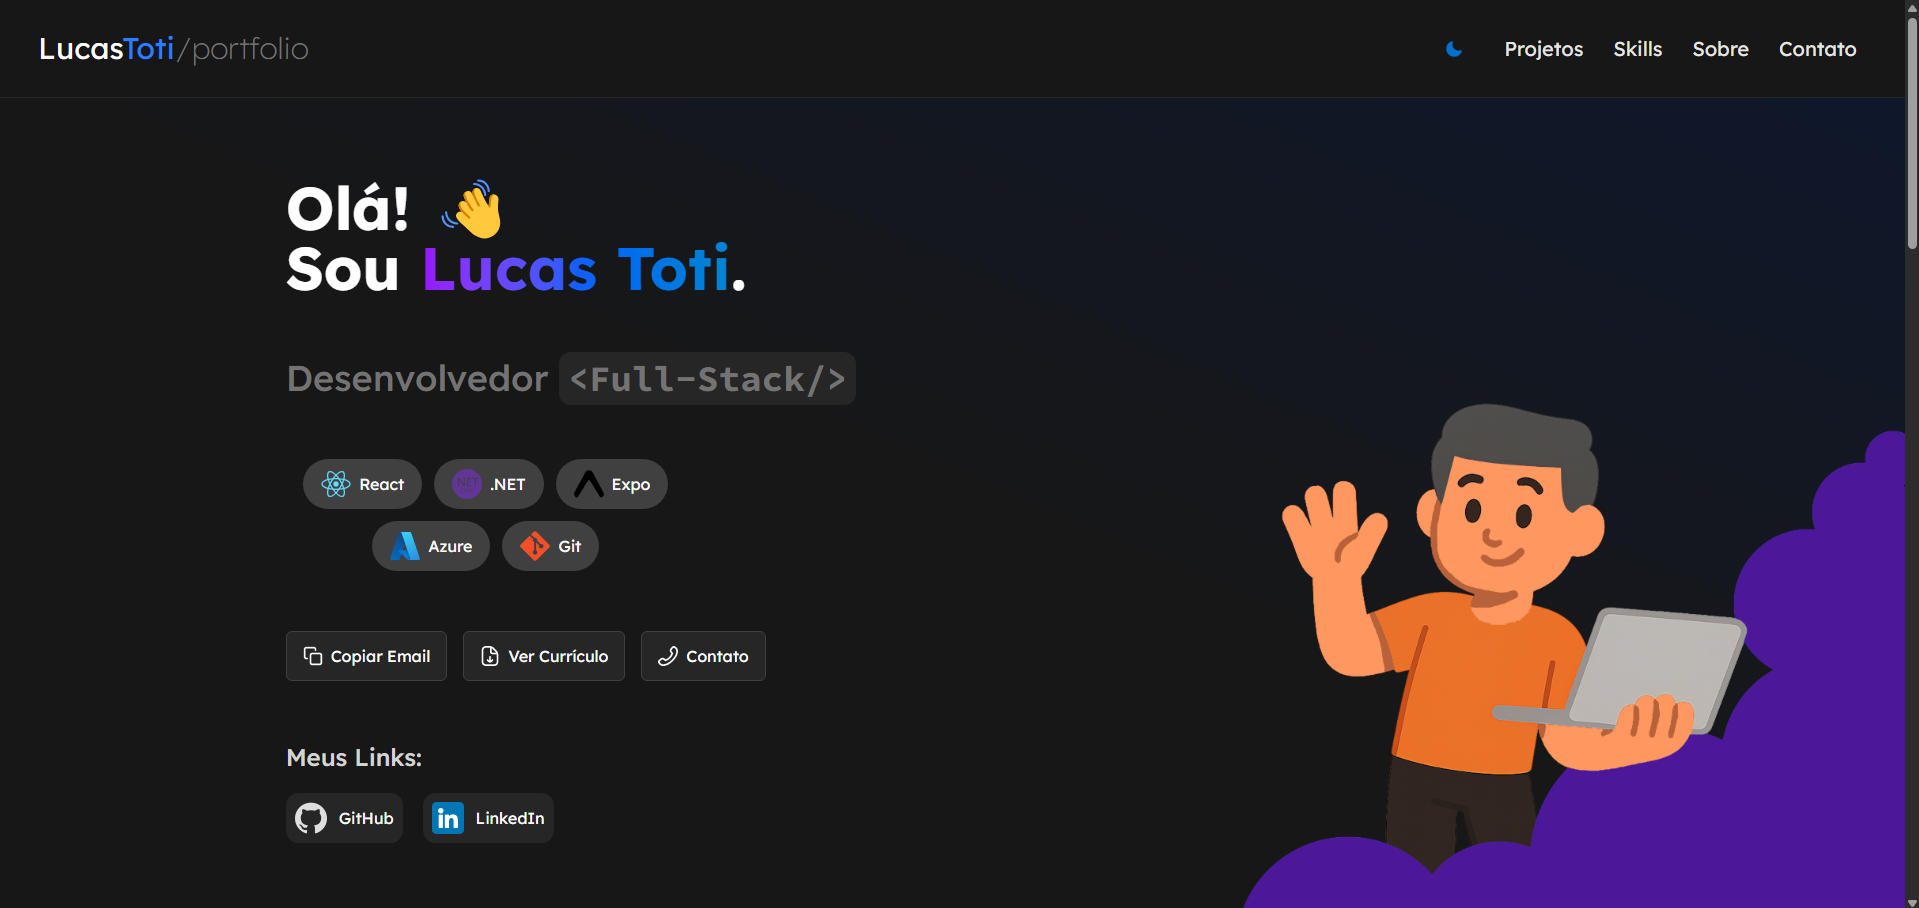 LucasToti/portfolio
Projetos Skills Sobre Contato
Olá!
Sou Lucas Toti.
Desenvolvedor <Full-Stack/>
React .NET Expo
Azure Git
Copiar Email Ver Currículo Contato
Meus Links:
GitHub LinkedIn